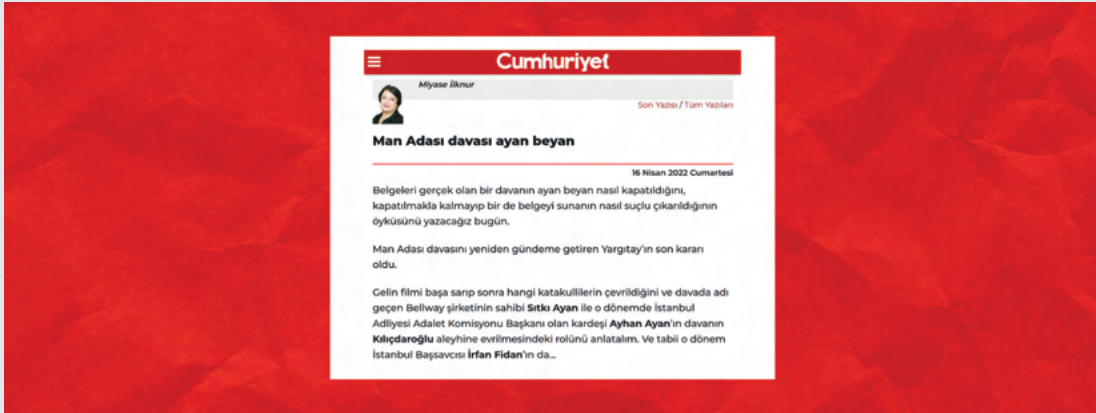 Cumhuriyet
Miyase İlknur
Son Yazısı / Tüm Yazıları
Man Adası davası ayan beyan
16 Nisan 2022 Cumartesi
Belgeleri gerçek olan bir davanın ayan beyan nasıl kapatıldığını,
kapatılmakla kalmayıp bir de belgeyi sunanın nasıl suçlu çıkarıldığının
öyküsünü yazacağız bugün.
Man Adası davasını yeniden gündeme getiren Yargıtay'ın son kararı
oldu.
Gelin filmi başa sarıp sonra hangi katakullilerin çevrildiğini ve davada adı
geçen Bellway şirketinin sahibi Sıtkı Ayan ile o dönemde İstanbul
Adliyesi Adalet Komisyonu Başkanı olan kardeşi Ayhan Ayan'ın davanın
Kılıçdaroğlu aleyhine evrilmesindeki rolünü anlatalım. Ve tabii o dönem
İstanbul Başsavcısı İrfan Fidan'ın da...